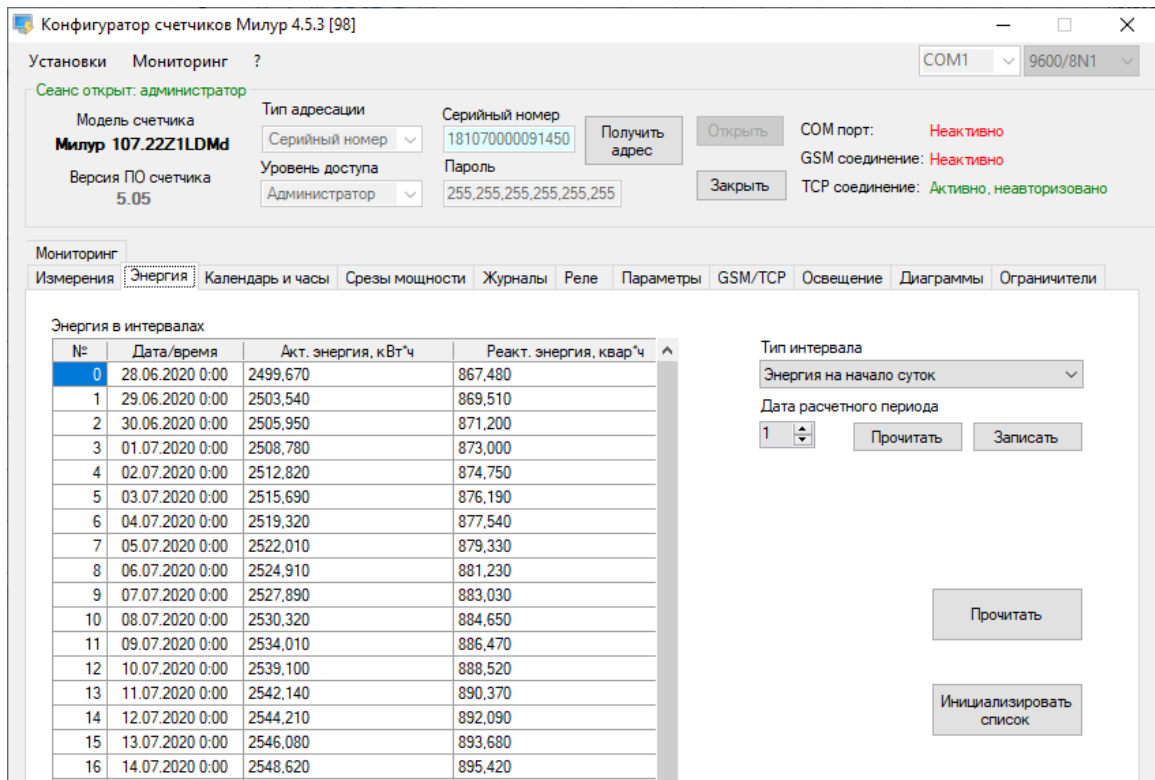 Конфигуратор счетчиков Милур 4.5.3 [98]
Установки Мониторинг ? COM1 9600/8N1
Сеанс открыт: администратор
Модель счетчика
Милур 107.22Z1LDMd
Версия ПО счетчика
5.05
Тип адресации
Серийный номер
Уровень доступа
Администратор
Серийный номер
181070000091450
Пароль
255,255,255,255,255,255
Получить
адрес
Открыть
Закрыть
COM порт: Неактивно
GSM соединение: Неактивно
TCP соединение: Активно, неавторизовано
Мониторинг
Измерения Энергия Календарь и часы Срезы мощности Журналы Реле Параметры GSM/TCP Освещение Диаграммы Ограничители
Энергия в интервалах
№ Дата/время Акт. энергия, кВт*ч Реакт. энергия, квар*ч
0 28.06.2020 0:00 2499,670 867,480
1 29.06.2020 0:00 2503,540 869,510
2 30.06.2020 0:00 2505,950 871,200
3 01.07.2020 0:00 2508,780 873,000
4 02.07.2020 0:00 2512,820 874,750
5 03.07.2020 0:00 2515,690 876,190
6 04.07.2020 0:00 2519,320 877,540
7 05.07.2020 0:00 2522,010 879,330
8 06.07.2020 0:00 2524,910 881,230
9 07.07.2020 0:00 2527,890 883,030
10 08.07.2020 0:00 2530,320 884,650
11 09.07.2020 0:00 2534,010 886,470
12 10.07.2020 0:00 2539,100 888,520
13 11.07.2020 0:00 2542,140 890,370
14 12.07.2020 0:00 2544,210 892,090
15 13.07.2020 0:00 2546,080 893,680
16 14.07.2020 0:00 2548,620 895,420
Тип интервала
Энергия на начало суток
Дата расчетного периода
1 Прочитать Записать
Прочитать
Инициализировать
список